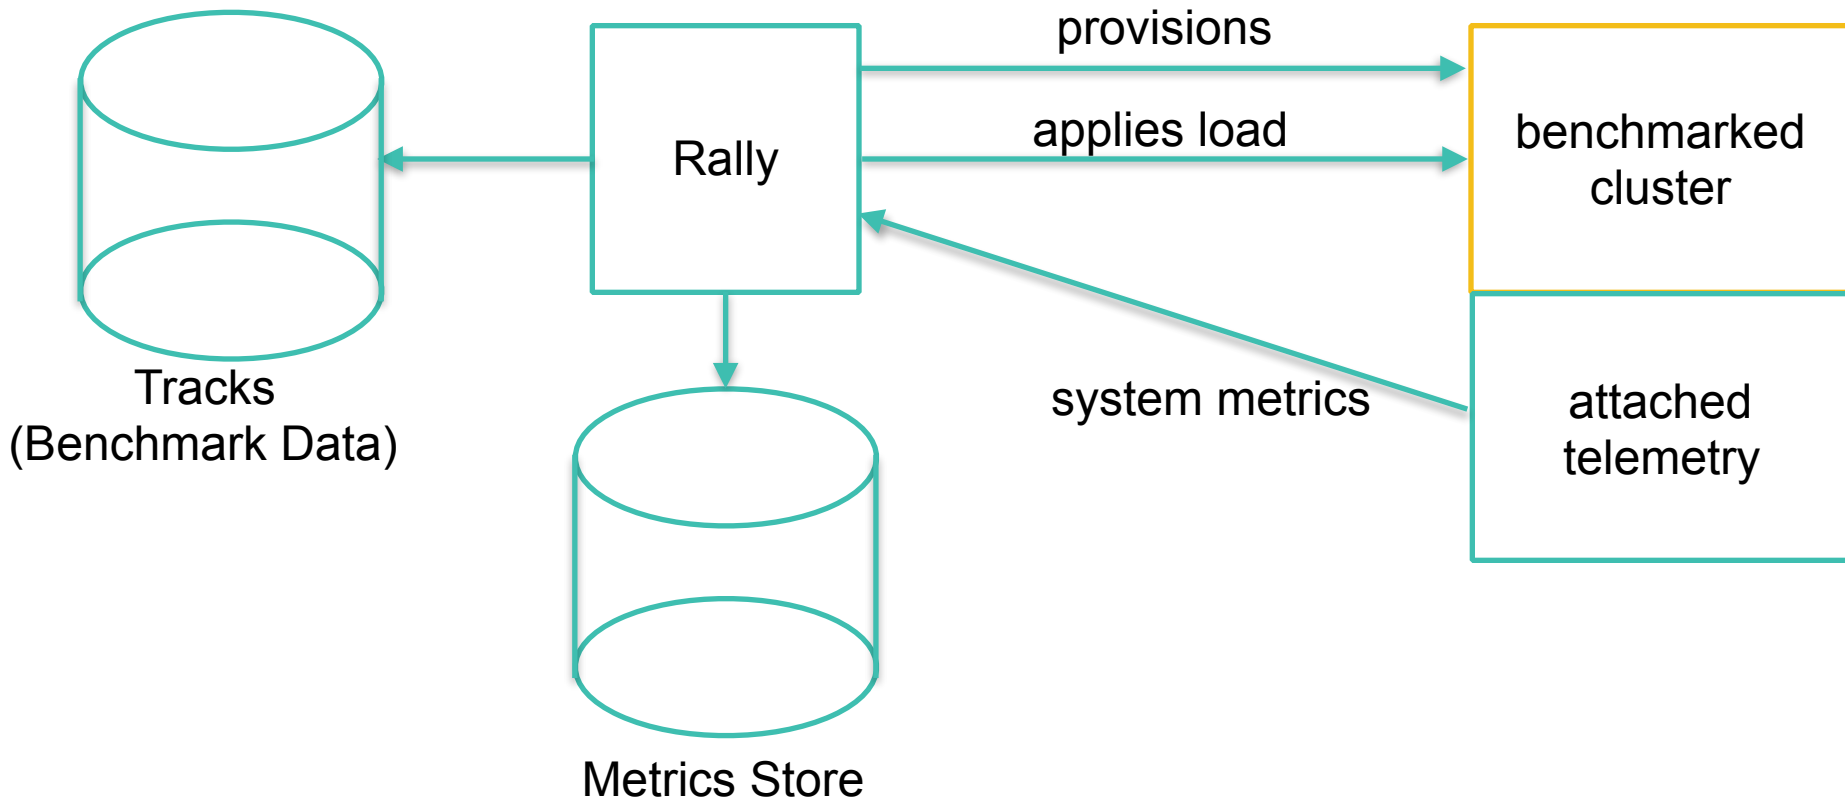 provisions
applies load
Rally
benchmarked
cluster
Tracks
(Benchmark Data)
system metrics
attached
telemetry
Metrics Store